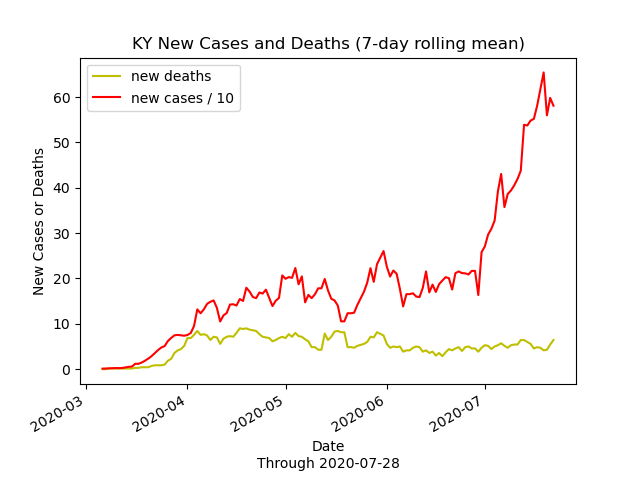 KY New Cases and Deaths (7-day rolling mean)
new deaths
new cases / 10
60
50
40
30
20
10
0
New Cases or Deaths
2020-03
2020-04
2020-05
2020-06
2020-07
Date
Through 2020-07-28